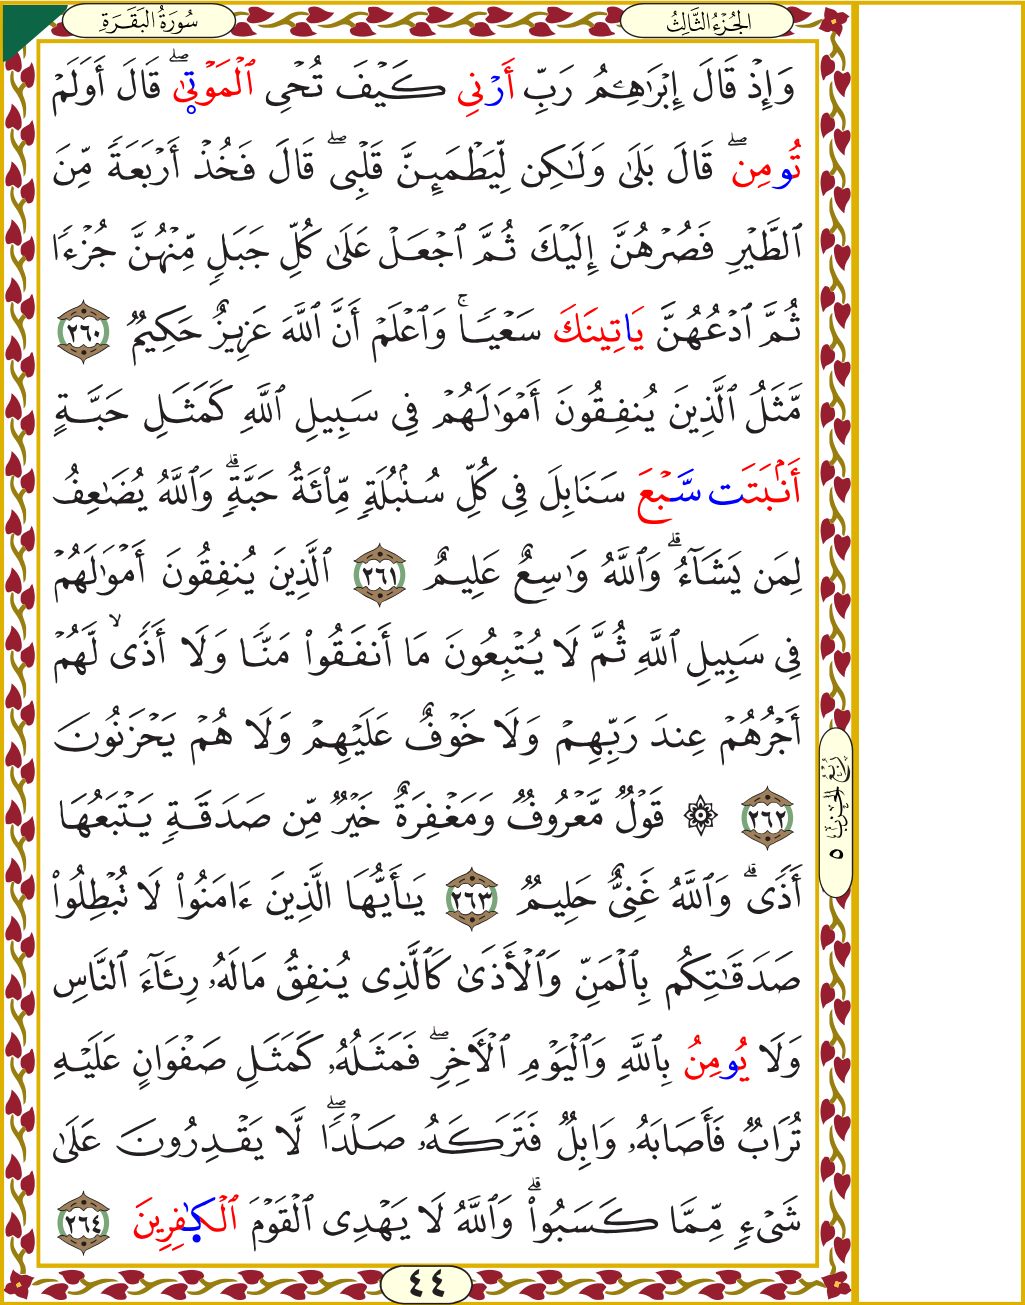 الجُزْءُ الثَّالِثُ
سُورَةُ البَقَرَةِ
وَإِذْ قَالَ إِبْرَٰهِـۧمُ رَبِّ أَرْنِي كَيْفَ تُحْيِ ٱلْمَوْتٜىٰۖ قَالَ أَوَلَمْ
تُومِنۖ قَالَ بَلَىٰ وَلَٰكِن لِّيَطْمَئِنَّ قَلْبِيۖ قَالَ فَخُذْ أَرْبَعَةً مِّنَ
ٱلطَّيْرِ فَصُرْهُنَّ إِلَيْكَ ثُمَّ ٱجْعَلْ عَلَىٰ كُلِّ جَبَلٍ مِّنْهُنَّ جُزْءًا
ثُمَّ ٱدْعُهُنَّ يَاتِينَكَ سَعْيًاۚ وَٱعْلَمْ أَنَّ ٱللَّهَ عَزِيزٌ حَكِيمٌ ٢٦٠
مَّثَلُ ٱلَّذِينَ يُنفِقُونَ أَمْوَٰلَهُمْ فِي سَبِيلِ ٱللَّهِ كَمَثَلِ حَبَّةٍ
أَنۢبَتَت سَّبْعَ سَنَابِلَ فِي كُلِّ سُنۢبُلَةٍ مِّاْئَةُ حَبَّةٍۗ وَٱللَّهُ يُضَٰعِفُ
لِمَن يَشَآءُۗ وَٱللَّهُ وَٰسِعٌ عَلِيمٌ ٢٦١ ٱلَّذِينَ يُنفِقُونَ أَمْوَٰلَهُمْ
فِي سَبِيلِ ٱللَّهِ ثُمَّ لَا يُتْبِعُونَ مَا أَنفَقُواْ مَنًّا وَلَا أَذًىۙ لَّهُمْ
أَجْرُهُمْ عِندَ رَبِّهِمْ وَلَا خَوْفٌ عَلَيْهِمْ وَلَا هُمْ يَحْزَنُونَ
٢٦٢ ۞ قَوْلٌ مَّعْرُوفٌ وَمَغْفِرَةٌ خَيْرٌ مِّن صَدَقَةٍ يَتْبَعُهَا
أَذًىۗ وَٱللَّهُ غَنِيٌّ حَلِيمٌ ٢٦٣ يَٰأَيُّهَا ٱلَّذِينَ ءَامَنُواْ لَا تُبْطِلُواْ
صَدَقَٰتِكُم بِٱلْمَنِّ وَٱلْأَذَىٰ كَٱلَّذِي يُنفِقُ مَالَهُۥ رِئَآءَ ٱلنَّاسِ
وَلَا يُومِنُ بِٱللَّهِ وَٱلْيَوْمِ ٱلْأٓخِرِۖ فَمَثَلُهُۥ كَمَثَلِ صَفْوَانٍ عَلَيْهِ
تُرَابٌ فَأَصَابَهُۥ وَابِلٌ فَتَرَكَهُۥ صَلْدًاۖ لَّا يَقْدِرُونَ عَلَىٰ
شَيْءٍ مِّمَّا كَسَبُواْۗ وَٱللَّهُ لَا يَهْدِي ٱلْقَوْمَ ٱلْكٰٜفِرِينَ ٢٦٤
رُبُعُ الحِزْبِ ٥
٤٤